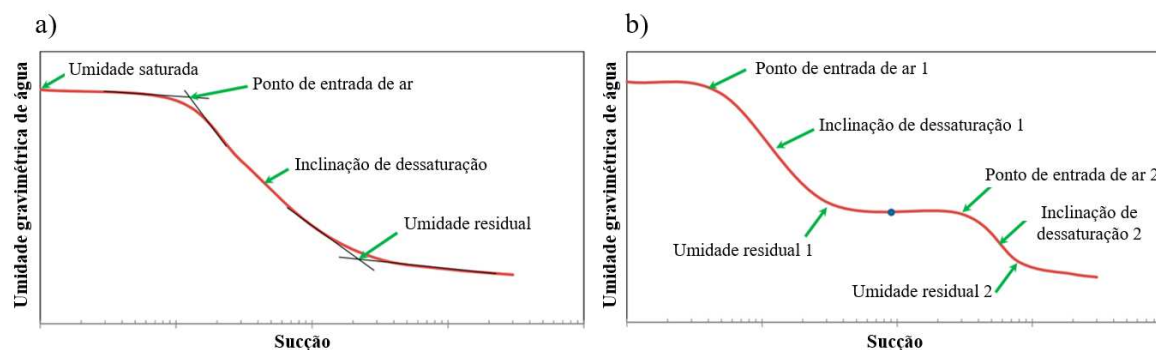 a)
Umidade gravimétrica de água
Umidade saturada
Ponto de entrada de ar
Inclinação de dessaturação
Umidade residual
Sucção
b)
Umidade gravimétrica de água
Ponto de entrada de ar 1
Inclinação de dessaturação 1
Ponto de entrada de ar 2
Inclinação de
dessaturação 2
Umidade residual 1
Umidade residual 2
Sucção